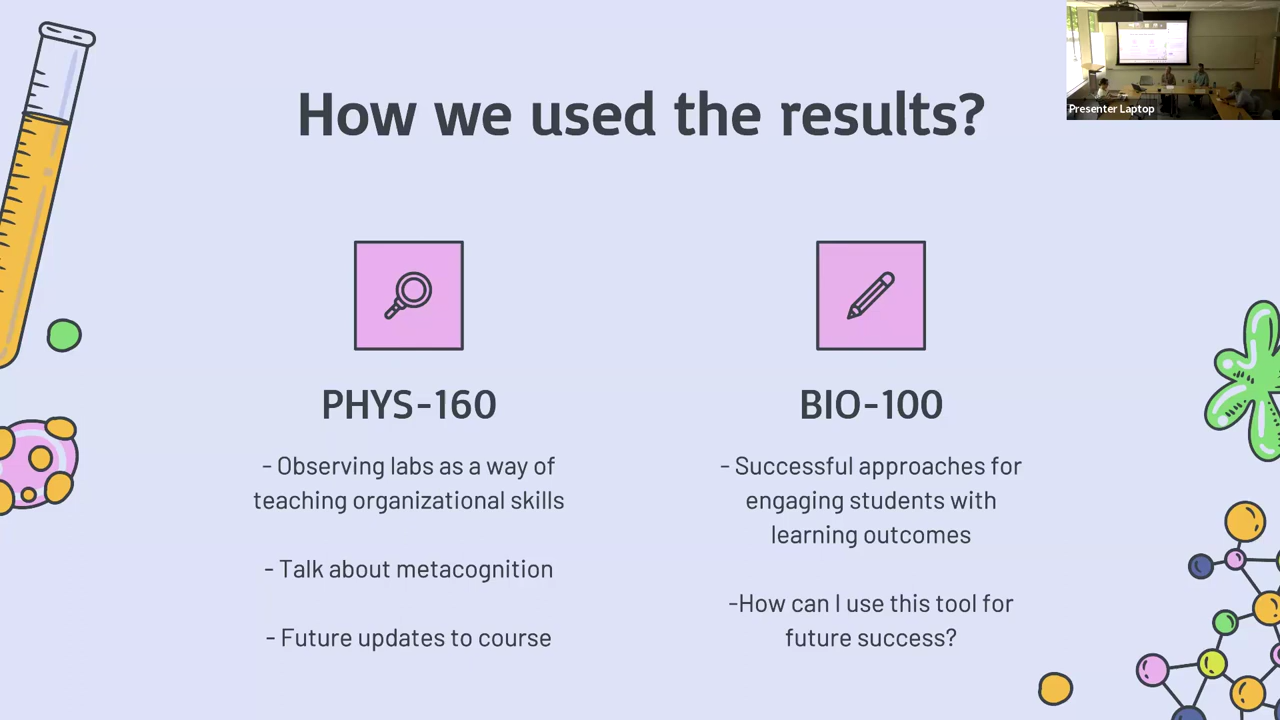 Presenter Laptop
How we used the results?
PHYS-160
- Observing labs as a way of
teaching organizational skills
- Talk about metacognition
- Future updates to course
BIO-100
- Successful approaches for
engaging students with
learning outcomes
-How can I use this tool for
future success?